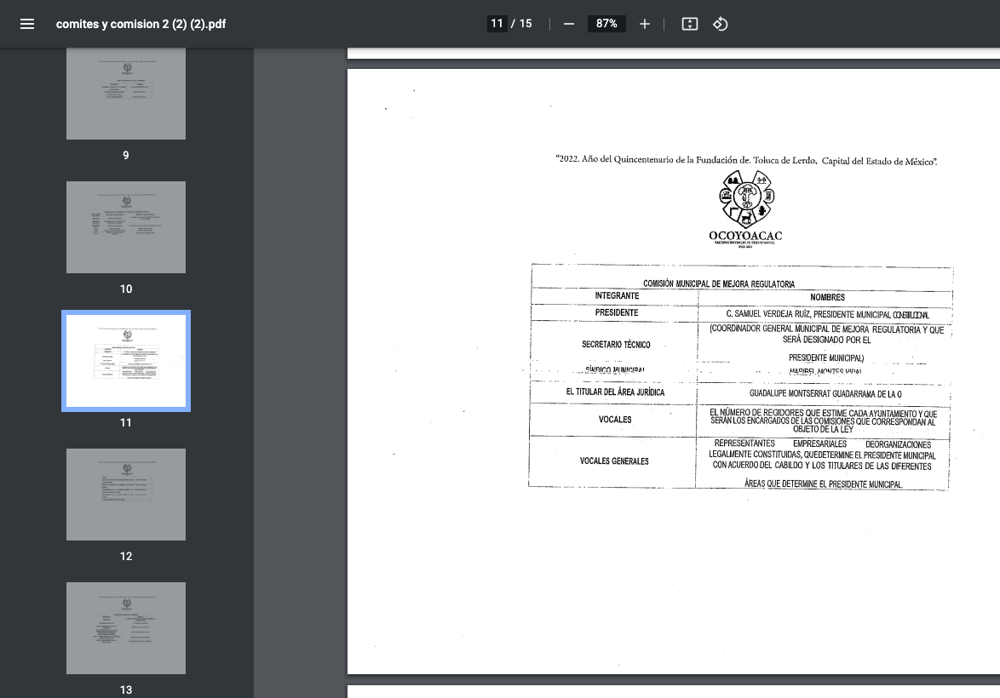 comites y comision 2 (2) (2).pdf
11 / 15
87%
9
10
11
12
13
"2022. Año del Quincentenario de la Fundación de. Toluca de Lerdo, Capital del Estado de México".
OCOYOACAC
COMISIÓN MUNICIPAL DE MEJORA REGULATORIA
INTEGRANTE NOMBRES
PRESIDENTE C. SAMUEL VERDEJA RUÍZ, PRESIDENTE MUNICIPAL CONSTITUCIONAL
SECRETARIO TÉCNICO
(COORDINADOR GENERAL MUNICIPAL DE MEJORA REGULATORIA Y QUE
SERÁ DESIGNADO POR EL
PRESIDENTE MUNICIPAL)
SÍNDICO MUNICIPAL MARIBEL MONTES VIDAL
EL TITULAR DEL ÁREA JURÍDICA GUADALUPE MONTSERRAT GUADARRAMA DE LA O
VOCALES
EL NÚMERO DE REGIDORES QUE ESTIME CADA AYUNTAMIENTO Y QUE
SERÁN LOS ENCARGADOS DE LAS COMISIONES QUE CORRESPONDAN AL
OBJETO DE LA LEY
VOCALES GENERALES
REPRESENTANTES EMPRESARIALES DEORGANIZACIONES
LEGALMENTE CONSTITUIDAS, QUEDETERMINE EL PRESIDENTE MUNICIPAL
CON ACUERDO DEL CABILDO Y LOS TITULARES DE LAS DIFERENTES
ÁREAS QUE DETERMINE EL PRESIDENTE MUNICIPAL.